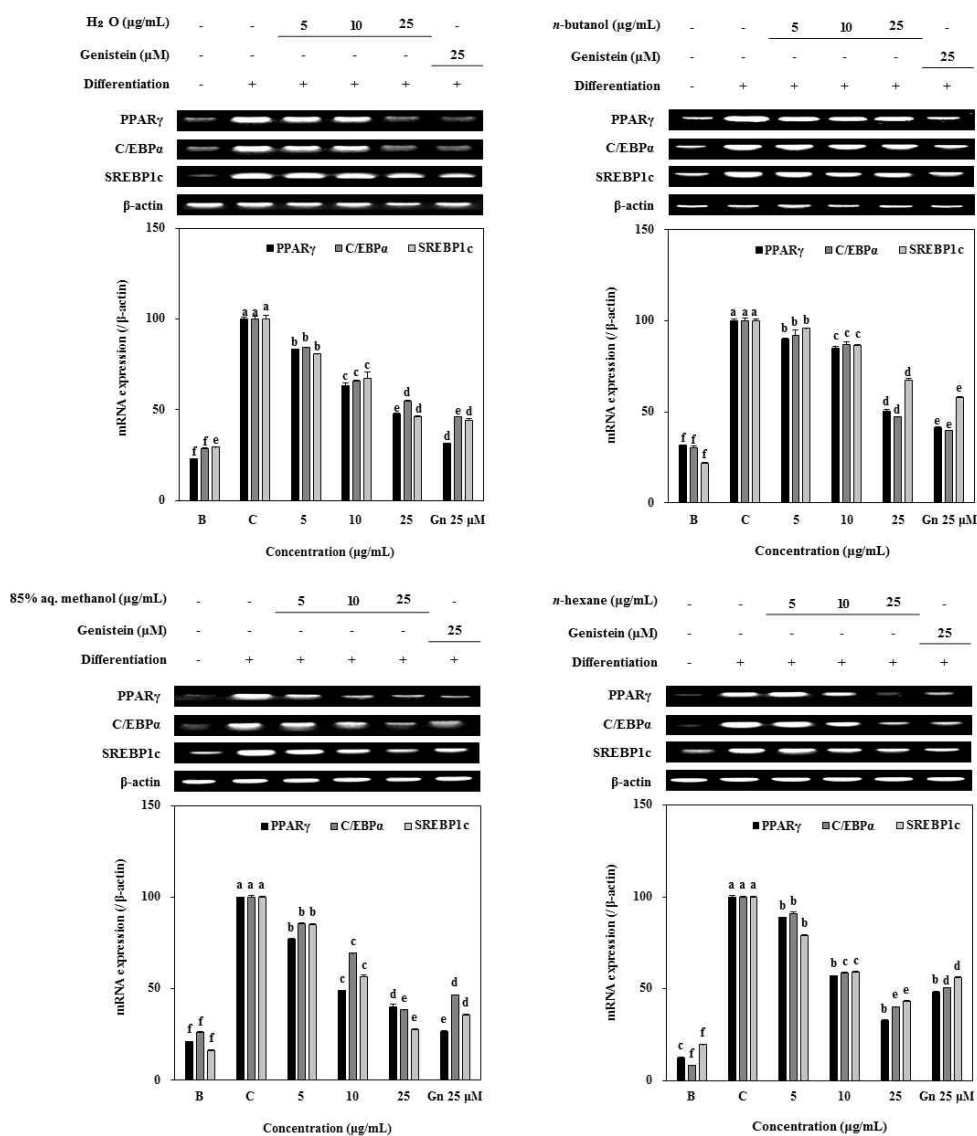 H₂ O (µg/mL) - - 5 10 25 -
Genistein (µM) - - - - - 25
Differentiation - + + + + +
PPARγ
C/EBPα
SREBP1c
β-actin
150
PPARγ C/EBPα SREBP1c
mRNA expression (/ β-actin)
100
50
0
f f e
a a a
b b b
c c c
e d d
d e d
B C 5 10 25 Gn 25 µM
Concentration (µg/mL)
n-butanol (µg/mL) - - 5 10 25 -
Genistein (µM) - - - - - 25
Differentiation - + + + + +
PPARγ
C/EBPα
SREBP1c
β-actin
150
PPARγ C/EBPα SREBP1c
mRNA expression (/ β-actin)
100
50
0
f f f
a a a
b b b
c c c
d d d
e e e
B C 5 10 25 Gn 25 µM
Concentration (µg/mL)
85% aq. methanol (µg/mL) - - 5 10 25 -
Genistein (µM) - - - - - 25
Differentiation - + + + + +
PPARγ
C/EBPα
SREBP1c
β-actin
150
PPARγ C/EBPα SREBP1c
mRNA expression (/ β-actin)
100
50
0
f f f
a a a
b b b
c c c
d e e
e d d
B C 5 10 25 Gn 25 µM
Concentration (µg/mL)
n-hexane (µg/mL) - - 5 10 25 -
Genistein (µM) - - - - - 25
Differentiation - + + + + +
PPARγ
C/EBPα
SREBP1c
β-actin
150
PPARγ C/EBPα SREBP1c
mRNA expression (/ β-actin)
100
50
0
c f f
a a a
b b b
b c c
b e e
b d d
B C 5 10 25 Gn 25 µM
Concentration (µg/mL)